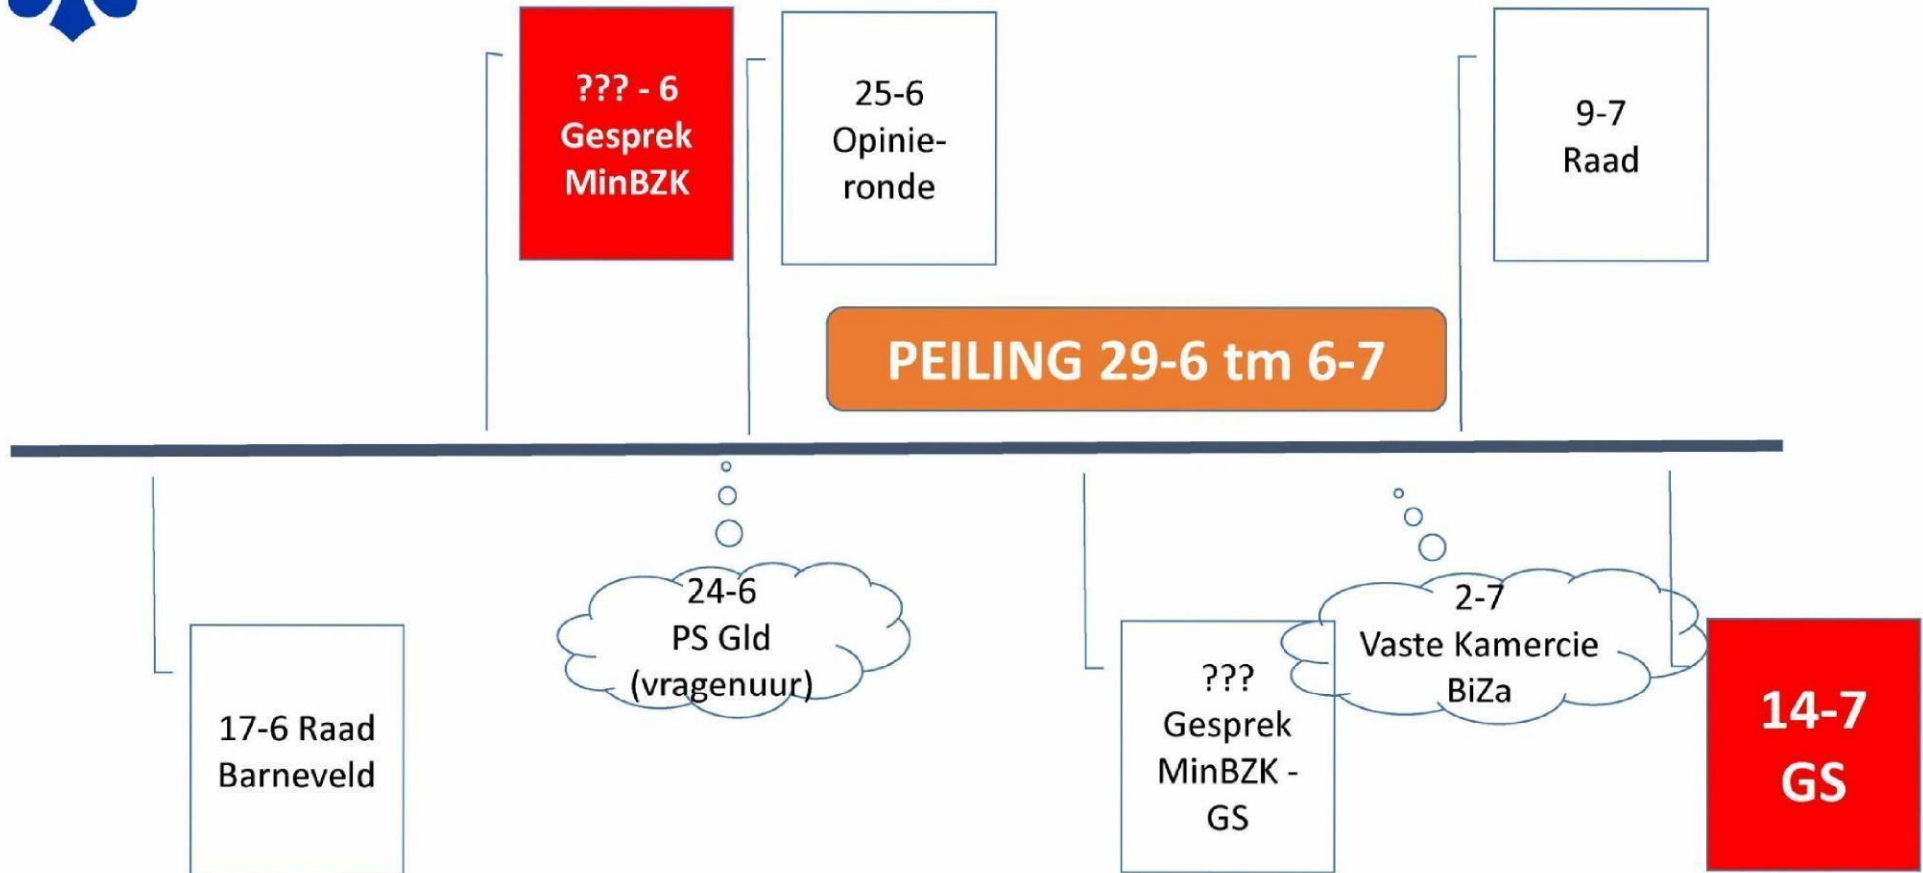 ??? - 6
Gesprek
MinBZK
25-6
Opinie-
ronde
9-7
Raad
PEILING 29-6 tm 6-7
17-6 Raad
Barneveld
24-6
PS Gld
(vragenuur)
???
Gesprek
MinBZK -
GS
2-7
Vaste Kamercie
BiZa
14-7
GS